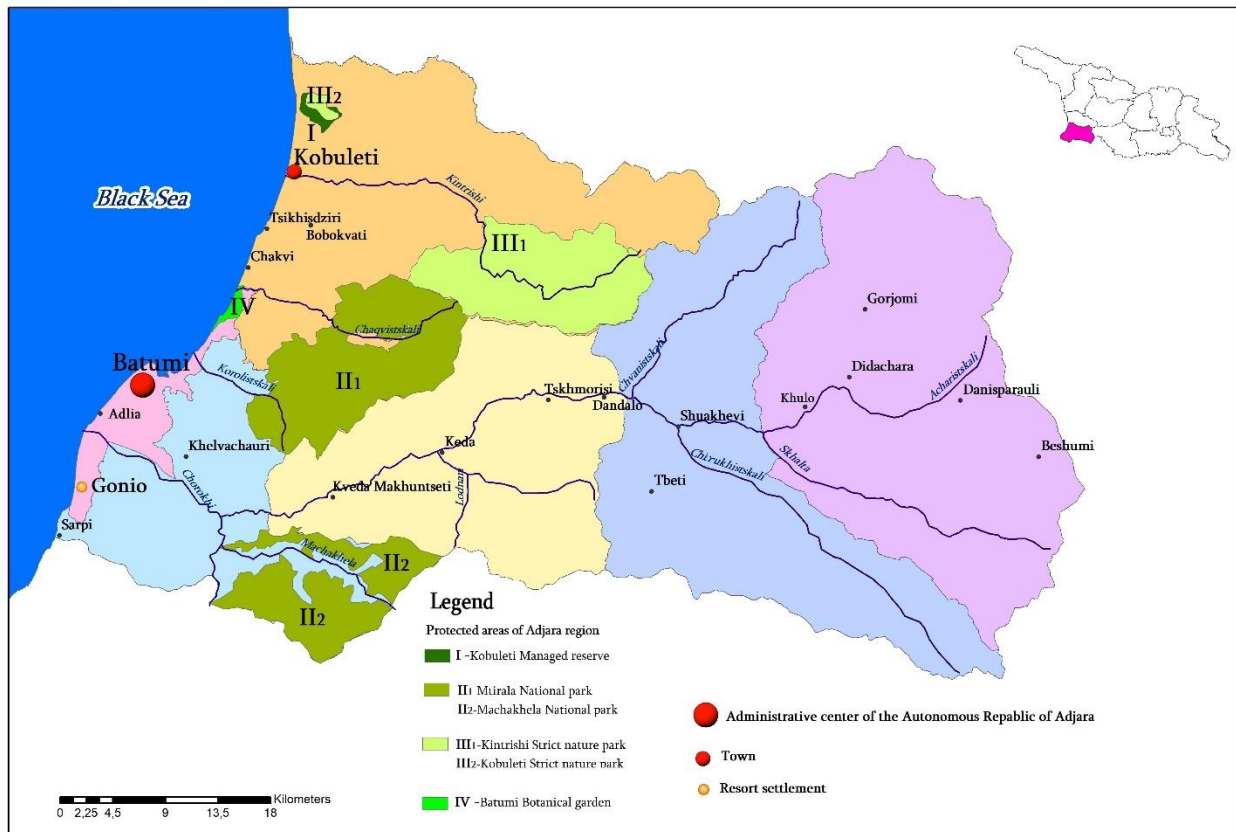 III2
I
Kobuleti
Black Sea
Kintrishi
Tsikhisdziri
Bobokvati
III1
Chakvi
IV
Gorjomi
Chaqvistskali
Chvanistskali
Batumi
Korolistskali
II1
Didachara
Acharistskali
Tskhmorisi
Dandalo
Khulo
Danisparauli
Adlia
Shuakhevi
Khelvachauri
Keda
Skhalta
Beshumi
Chirukhistskali
Gonio
Chorokhi
Kveda Makhuntseti
Lodnari
Tbeti
Sarpi
Machakhela
II2
II2
Legend
Protected areas of Adjara region
I -Kobuleti Managed reserve
II1 Mtirala National park
II2-Machakhela National park
III1-Kintrishi Strict nature park
III2-Kobuleti Strict nature park
IV -Batumi Botanical garden
Administrative center of the Autonomous Repablic of Adjara
Town
Resort settlement
Kilometers
0 2,25 4,5 9 13,5 18